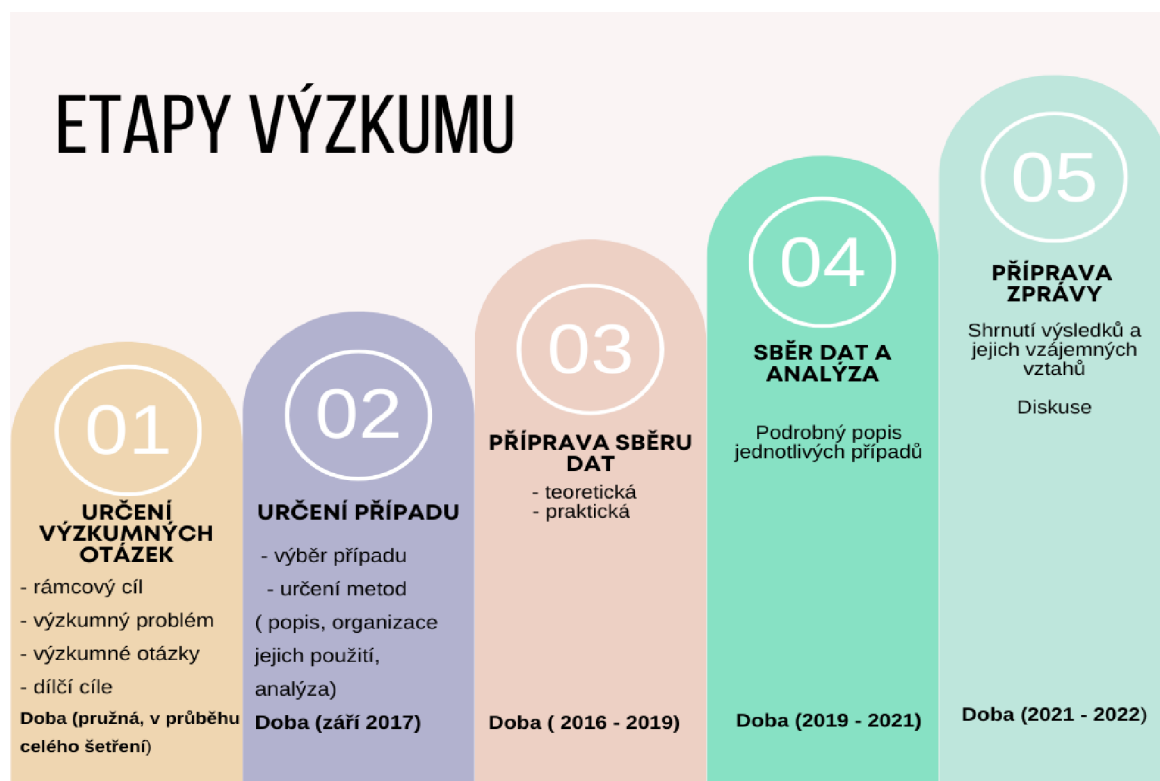 ETAPY VÝZKUMU
01
URČENÍ
VÝZKUMNÝCH
OTÁZEK
- rámcový cíl
- výzkumný problém
- výzkumné otázky
- dílčí cíle
Doba (pružná, v průběhu
celého šetření)
02
URČENÍ PŘÍPADU
- výběr případu
- určení metod
( popis, organizace
jejich použití,
analýza)
Doba (září 2017)
03
PŘÍPRAVA SBĚRU
DAT
- teoretická
- praktická
Doba ( 2016 - 2019)
04
SBĚR DAT A
ANALÝZA
Podrobný popis
jednotlivých případů
Doba (2019 - 2021)
05
PŘÍPRAVA
ZPRÁVY
Shrnutí výsledků a
jejich vzájemných
vztahů
Diskuse
Doba (2021 - 2022)